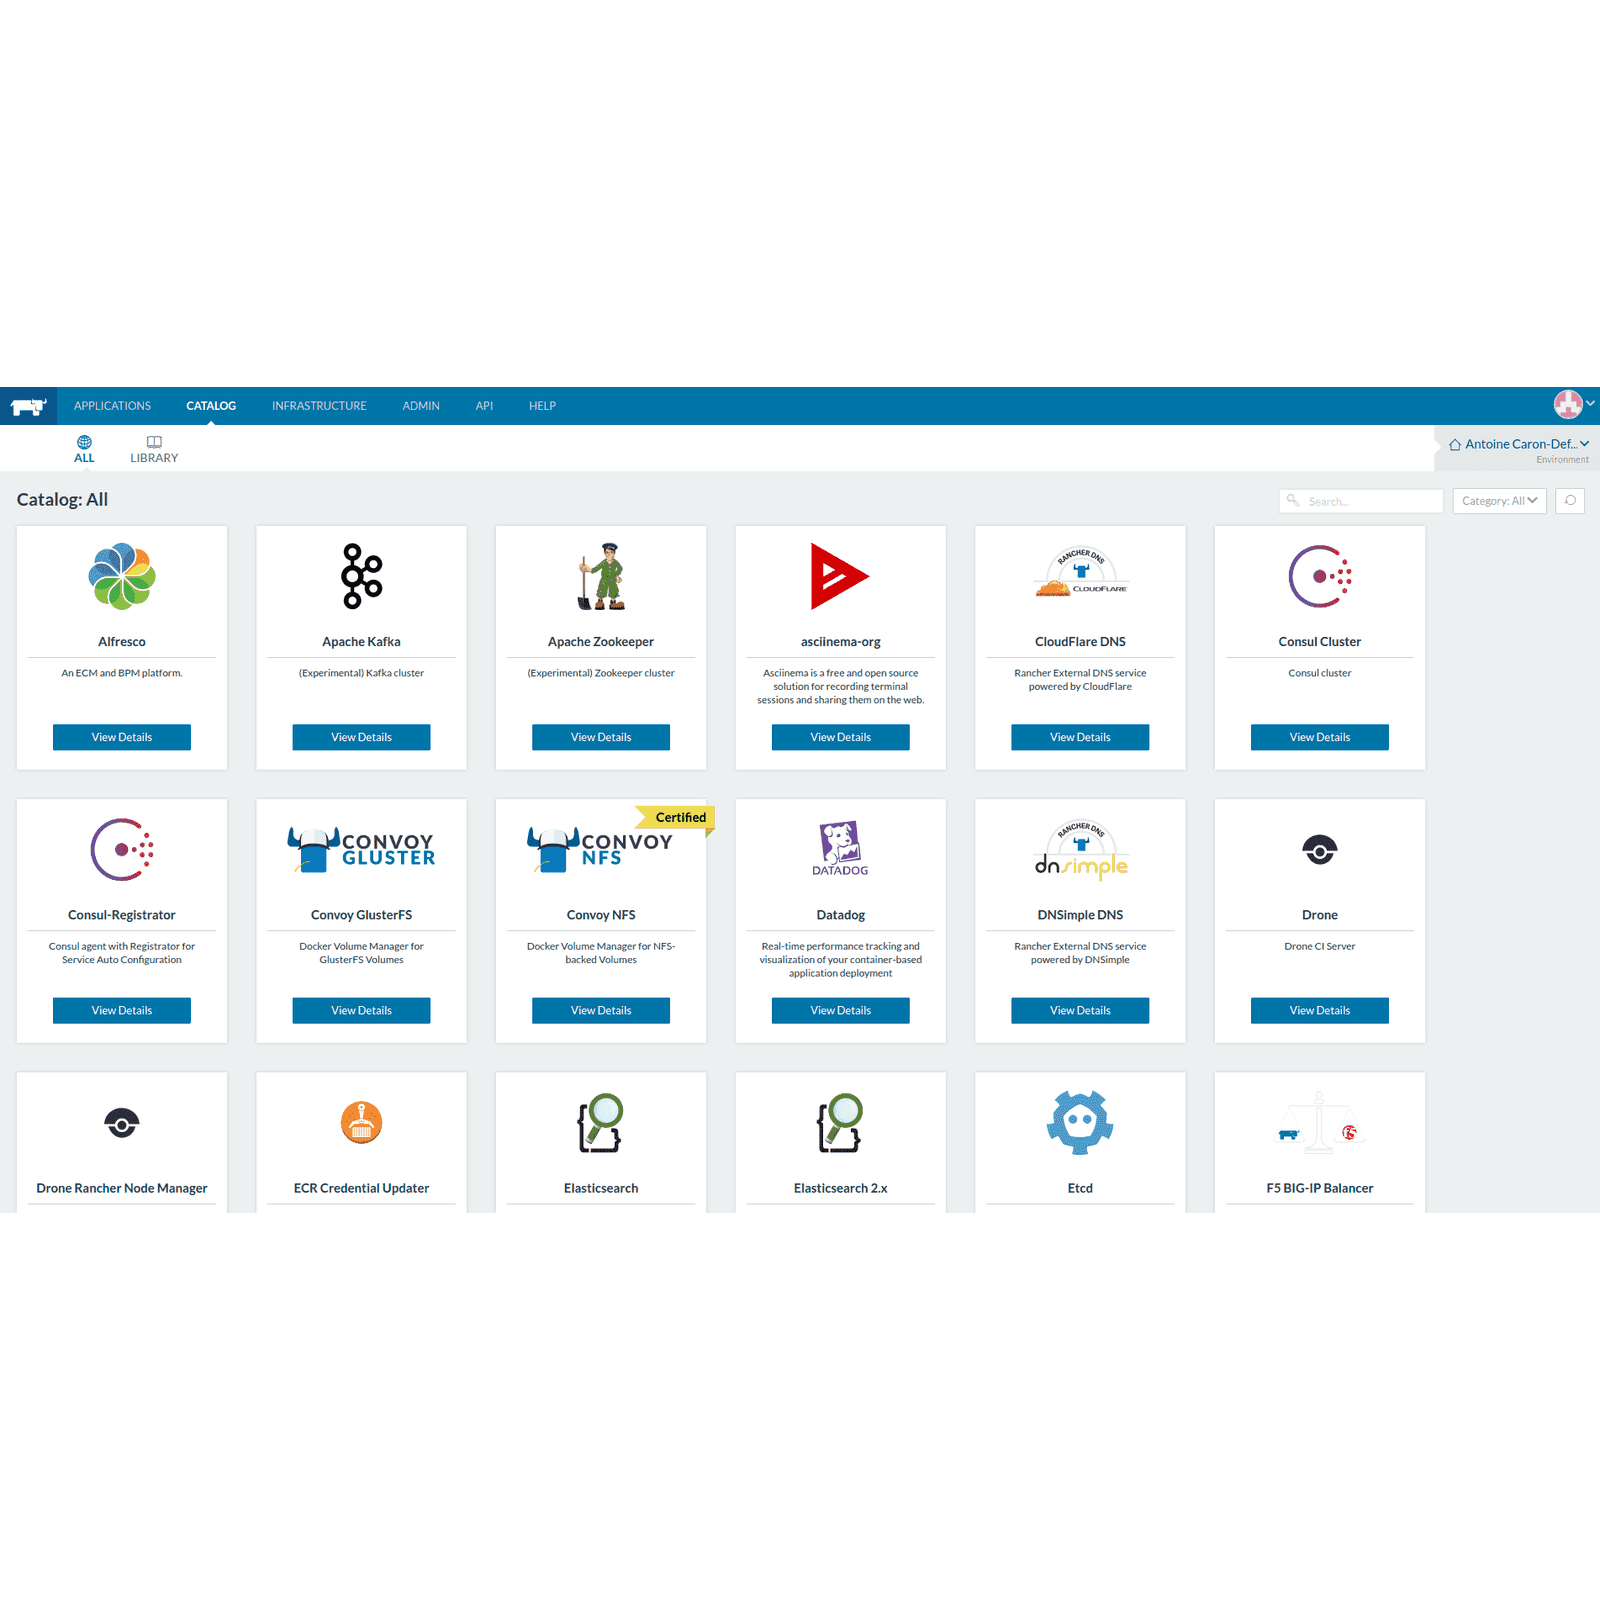 APPLICATIONS CATALOG INFRASTRUCTURE ADMIN API HELP
ALL LIBRARY
Antoine Caron-Def...
Environment
Catalog: All
Search...
Category: All
RANCHER DNS
CLOUDFLARE
Alfresco Apache Kafka Apache Zookeeper asciinema-org CloudFlare DNS Consul Cluster
An ECM and BPM platform.
(Experimental) Kafka cluster
(Experimental) Zookeeper cluster
Asciinema is a free and open source
solution for recording terminal
sessions and sharing them on the web.
Rancher External DNS service
powered by CloudFlare
Consul cluster
View Details View Details View Details View Details View Details View Details
CONVOY
GLUSTER
Certified
CONVOY
NFS
DATADOG
RANCHER DNS
dnsimple
Consul-Registrator Convoy GlusterFS Convoy NFS Datadog DNSimple DNS Drone
Consul agent with Registrator for
Service Auto Configuration
Docker Volume Manager for
GlusterFS Volumes
Docker Volume Manager for NFS-
backed Volumes
Real-time performance tracking and
visualization of your container-based
application deployment
Rancher External DNS service
powered by DNSimple
Drone CI Server
View Details View Details View Details View Details View Details View Details
Drone Rancher Node Manager ECR Credential Updater Elasticsearch Elasticsearch 2.x Etcd F5 BIG-IP Balancer